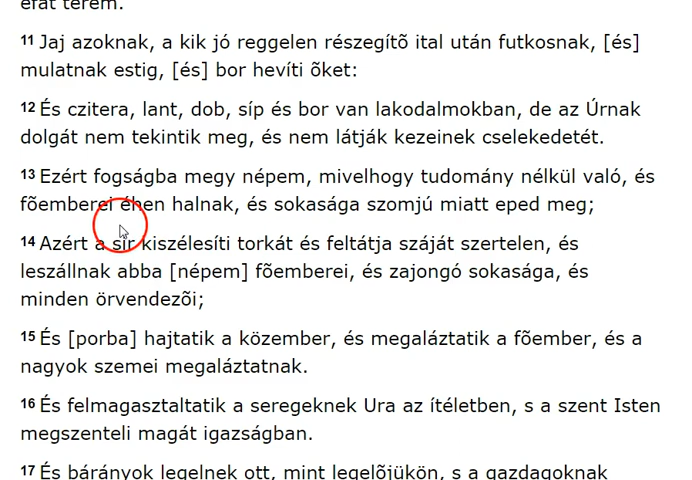 efát terem.
11 Jaj azoknak, a kik jó reggelen részegítõ ital után futkosnak, [és]
mulatnak estig, [és] bor hevíti õket:
12 És czitera, lant, dob, síp és bor van lakodalmokban, de az Úrnak
dolgát nem tekintik meg, és nem látják kezeinek cselekedetét.
13 Ezért fogságba megy népem, mivelhogy tudomány nélkül való, és
fõemberei éhen halnak, és sokasága szomjú miatt eped meg;
14 Azért a sír kiszélesíti torkát és feltátja száját szertelen, és
leszállnak abba [népem] fõemberei, és zajongó sokasága, és
minden örvendezõi;
15 És [porba] hajtatik a közember, és megaláztatik a fõember, és a
nagyok szemei megaláztatnak.
16 És felmagasztaltatik a seregeknek Ura az ítéletben, s a szent Isten
megszenteli magát igazságban.
17 És bárányok legelnek ott, mint legelõjükön, s a gazdagoknak